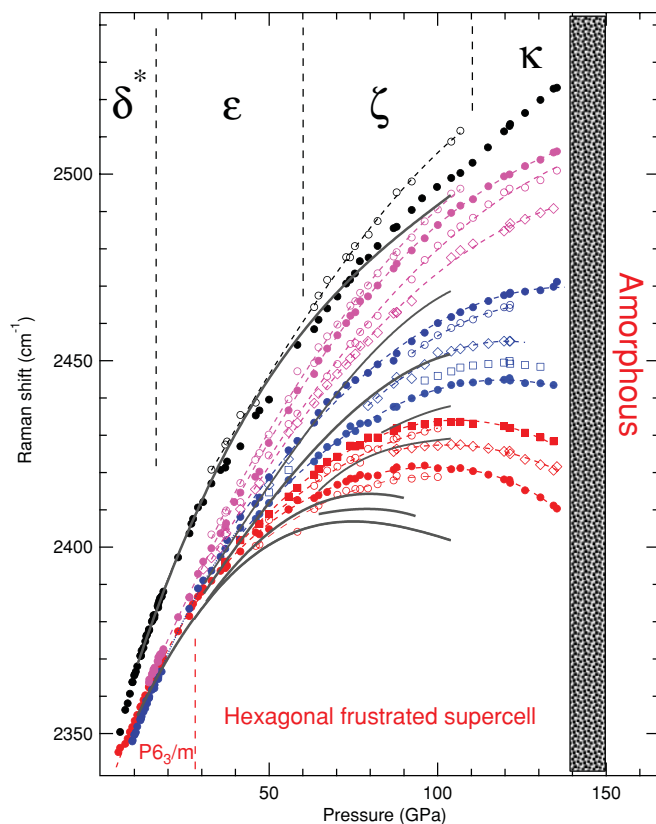 δ*
ε
ζ
κ
2500
2450
2400
2350
Raman shift (cm-1)
Amorphous
Hexagonal frustrated supercell
P63/m
50
100
150
Pressure (GPa)